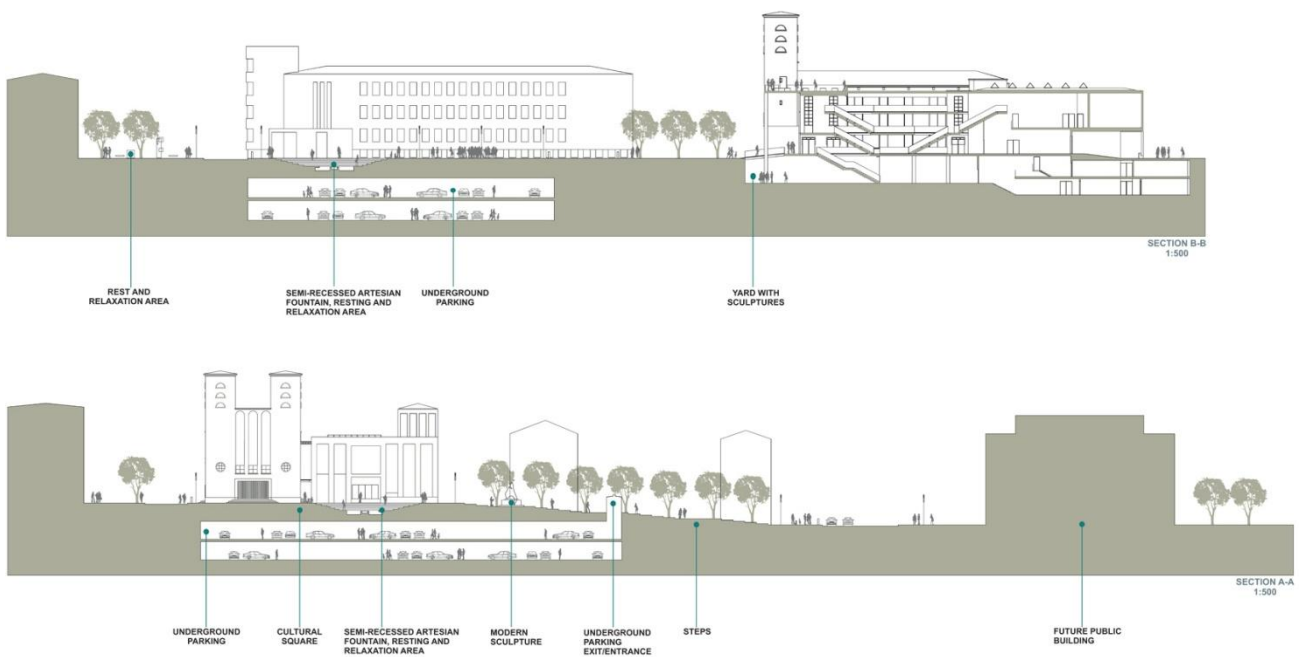 SECTION B-B
1:500
REST AND
RELAXATION AREA
SEMI-RECESSED ARTESIAN
FOUNTAIN, RESTING AND
RELAXATION AREA
UNDERGROUND
PARKING
YARD WITH
SCULPTURES
SECTION A-A
1:500
UNDERGROUND
PARKING
CULTURAL
SQUARE
SEMI-RECESSED ARTESIAN
FOUNTAIN, RESTING AND
RELAXATION AREA
MODERN
SCULPTURE
UNDERGROUND
PARKING
EXIT/ENTRANCE
STEPS
FUTURE PUBLIC
BUILDING